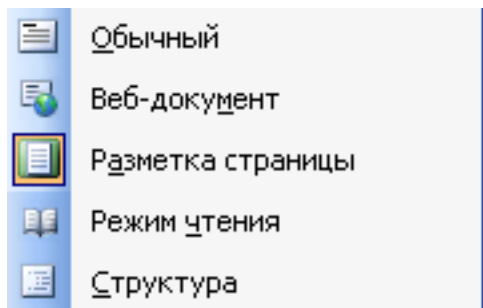 Обычный
Веб-документ
Разметка страницы
Режим чтения
Структура